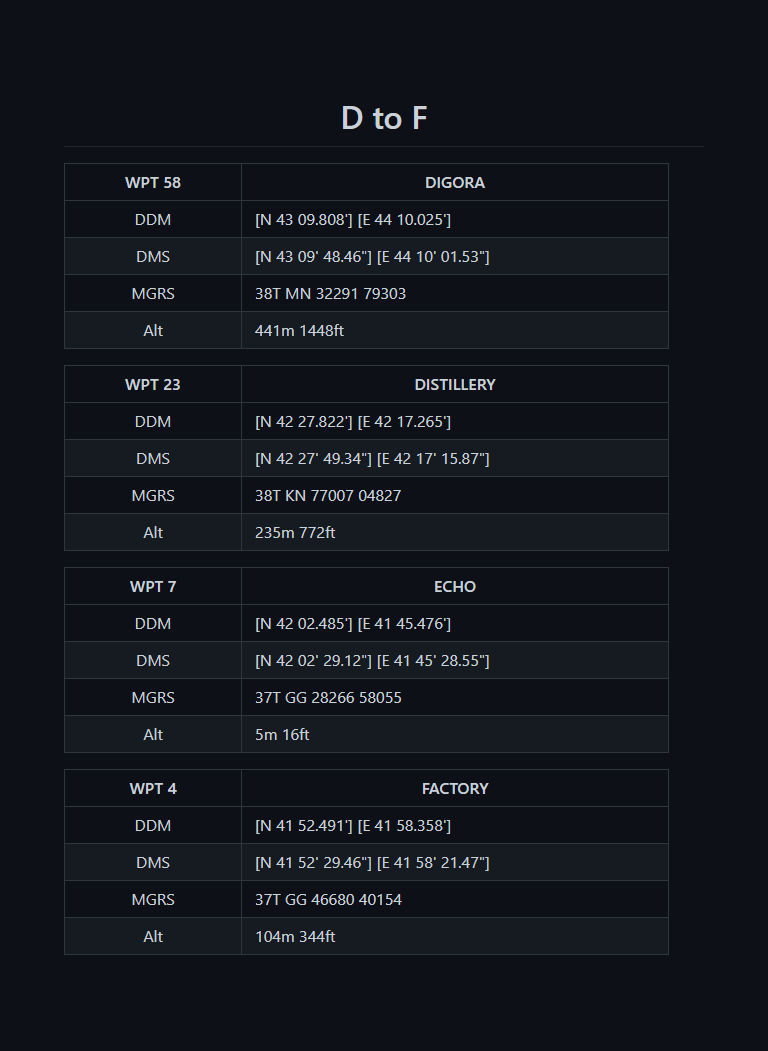 D to F
WPT 58 DIGORA
DDM [N 43 09.808'] [E 44 10.025']
DMS [N 43 09' 48.46"] [E 44 10' 01.53"]
MGRS 38T MN 32291 79303
Alt 441m 1448ft
WPT 23 DISTILLERY
DDM [N 42 27.822'] [E 42 17.265']
DMS [N 42 27' 49.34"] [E 42 17' 15.87"]
MGRS 38T KN 77007 04827
Alt 235m 772ft
WPT 7 ECHO
DDM [N 42 02.485'] [E 41 45.476']
DMS [N 42 02' 29.12"] [E 41 45' 28.55"]
MGRS 37T GG 28266 58055
Alt 5m 16ft
WPT 4 FACTORY
DDM [N 41 52.491'] [E 41 58.358']
DMS [N 41 52' 29.46"] [E 41 58' 21.47"]
MGRS 37T GG 46680 40154
Alt 104m 344ft